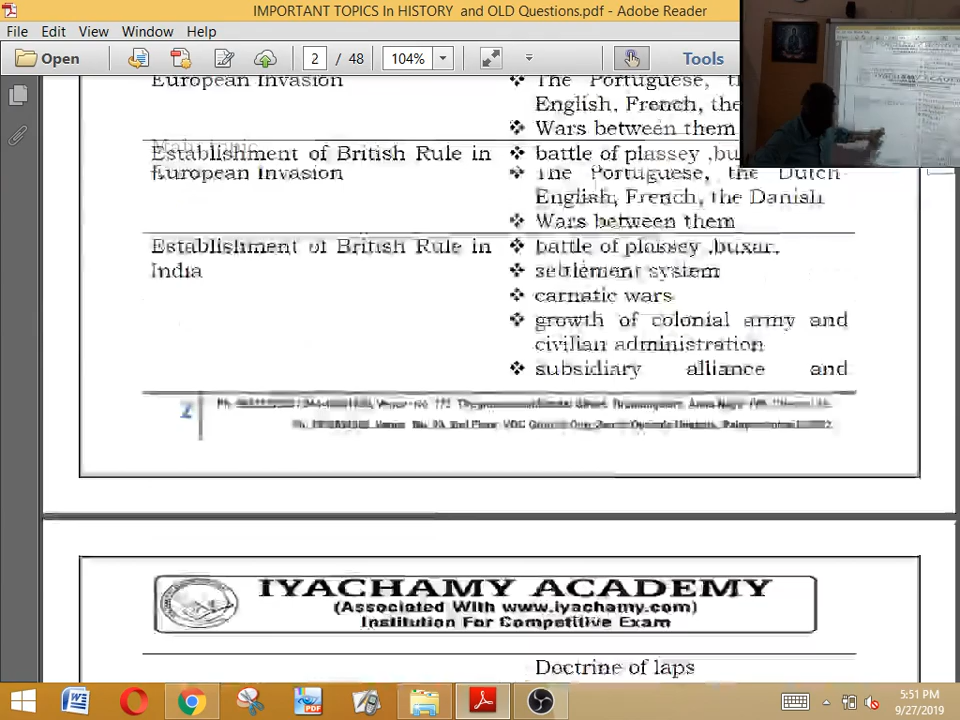 IMPORTANT TOPICS In HISTORY and OLD Questions.pdf - Adobe Reader
File Edit View Window Help
Open 2 / 48 104% Tools
European Invasion
❖ The Portuguese,
English, French, the
❖ Wars between them
Main Topic
Establishment of British Rule in
❖ battle of plassey
European Invasion
❖ The Portuguese, the Dutch
English, French, the Danish
❖ Wars between them
Establishment of British Rule in
India
❖ battle of plassey ,buxar,
❖ settlement system
❖ carnatic wars
❖ growth of colonial army and
civilian administration
❖ subsidiary alliance and
2
IYACHAMY ACADEMY
(Associated With www.iyachamy.com)
Institution For Competitive Exam
Doctrine of laps
5:51 PM
9/27/2019